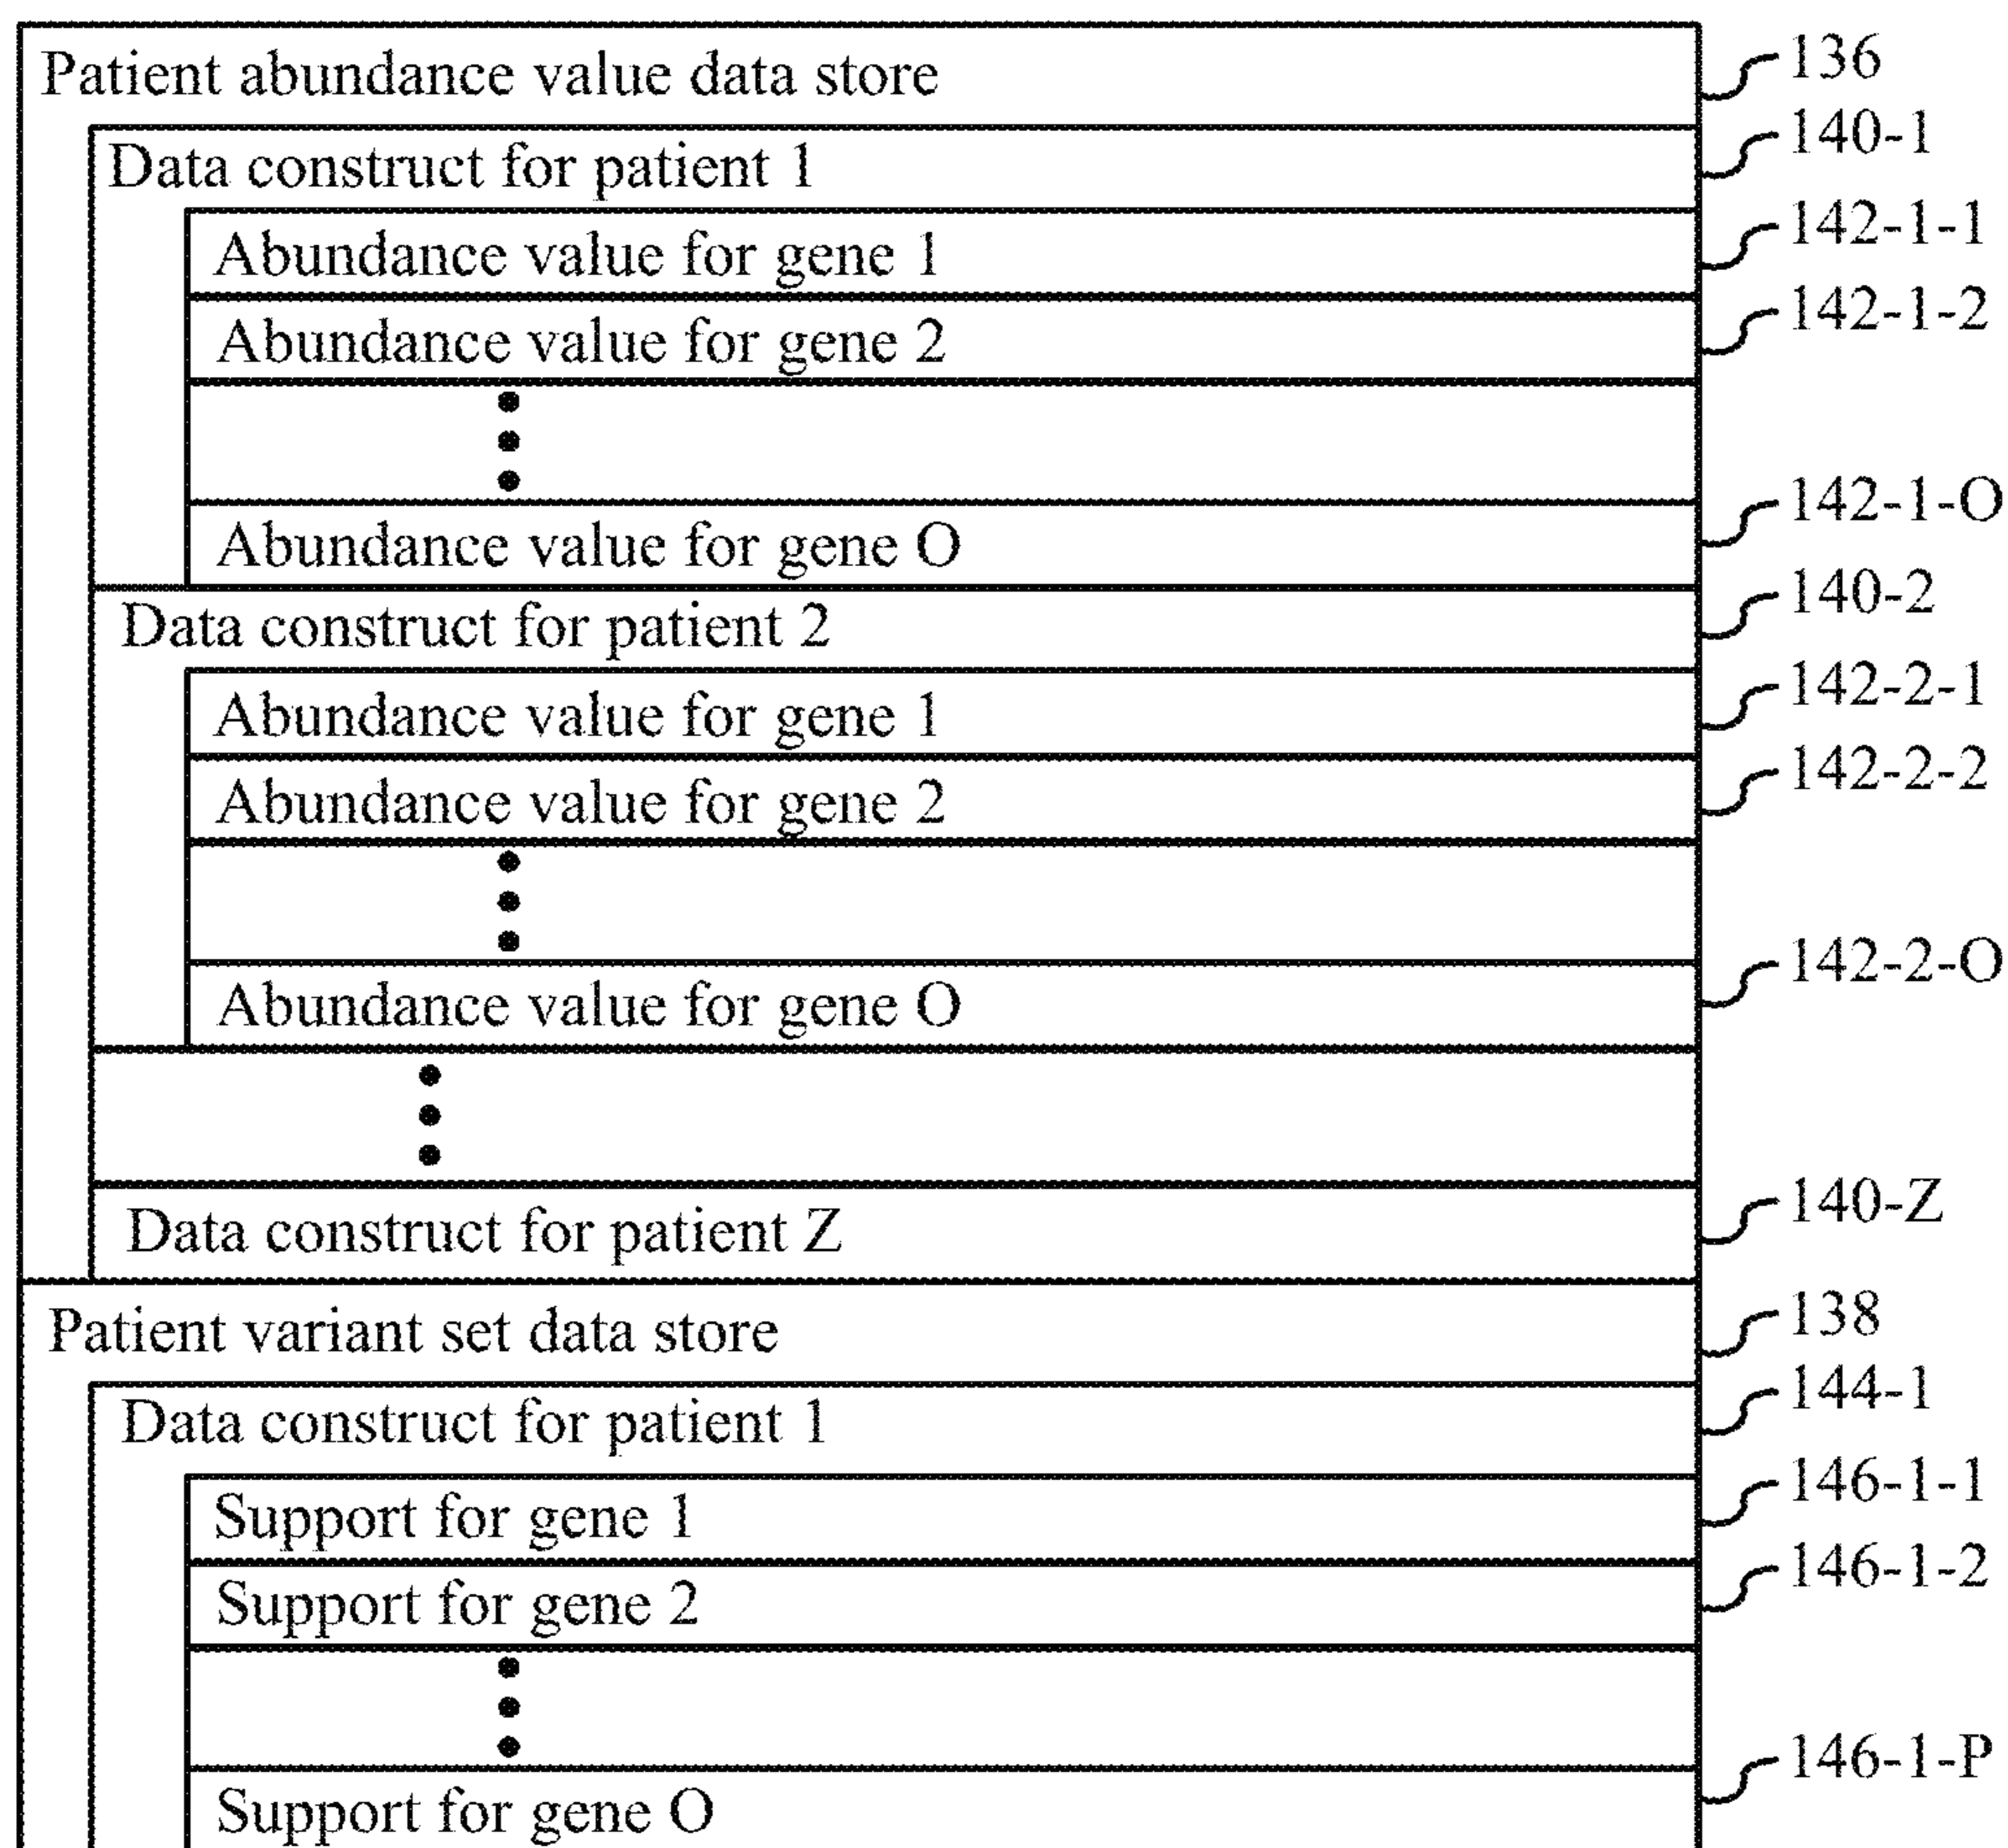 Patient abundance value data store
136
Data construct for patient 1
140-1
Abundance value for gene 1
142-1-1
Abundance value for gene 2
142-1-2
Abundance value for gene O
142-1-O
Data construct for patient 2
140-2
Abundance value for gene 1
142-2-1
Abundance value for gene 2
142-2-2
Abundance value for gene O
142-2-O
Data construct for patient Z
140-Z
Patient variant set data store
138
Data construct for patient 1
144-1
Support for gene 1
146-1-1
Support for gene 2
146-1-2
Support for gene O
146-1-P